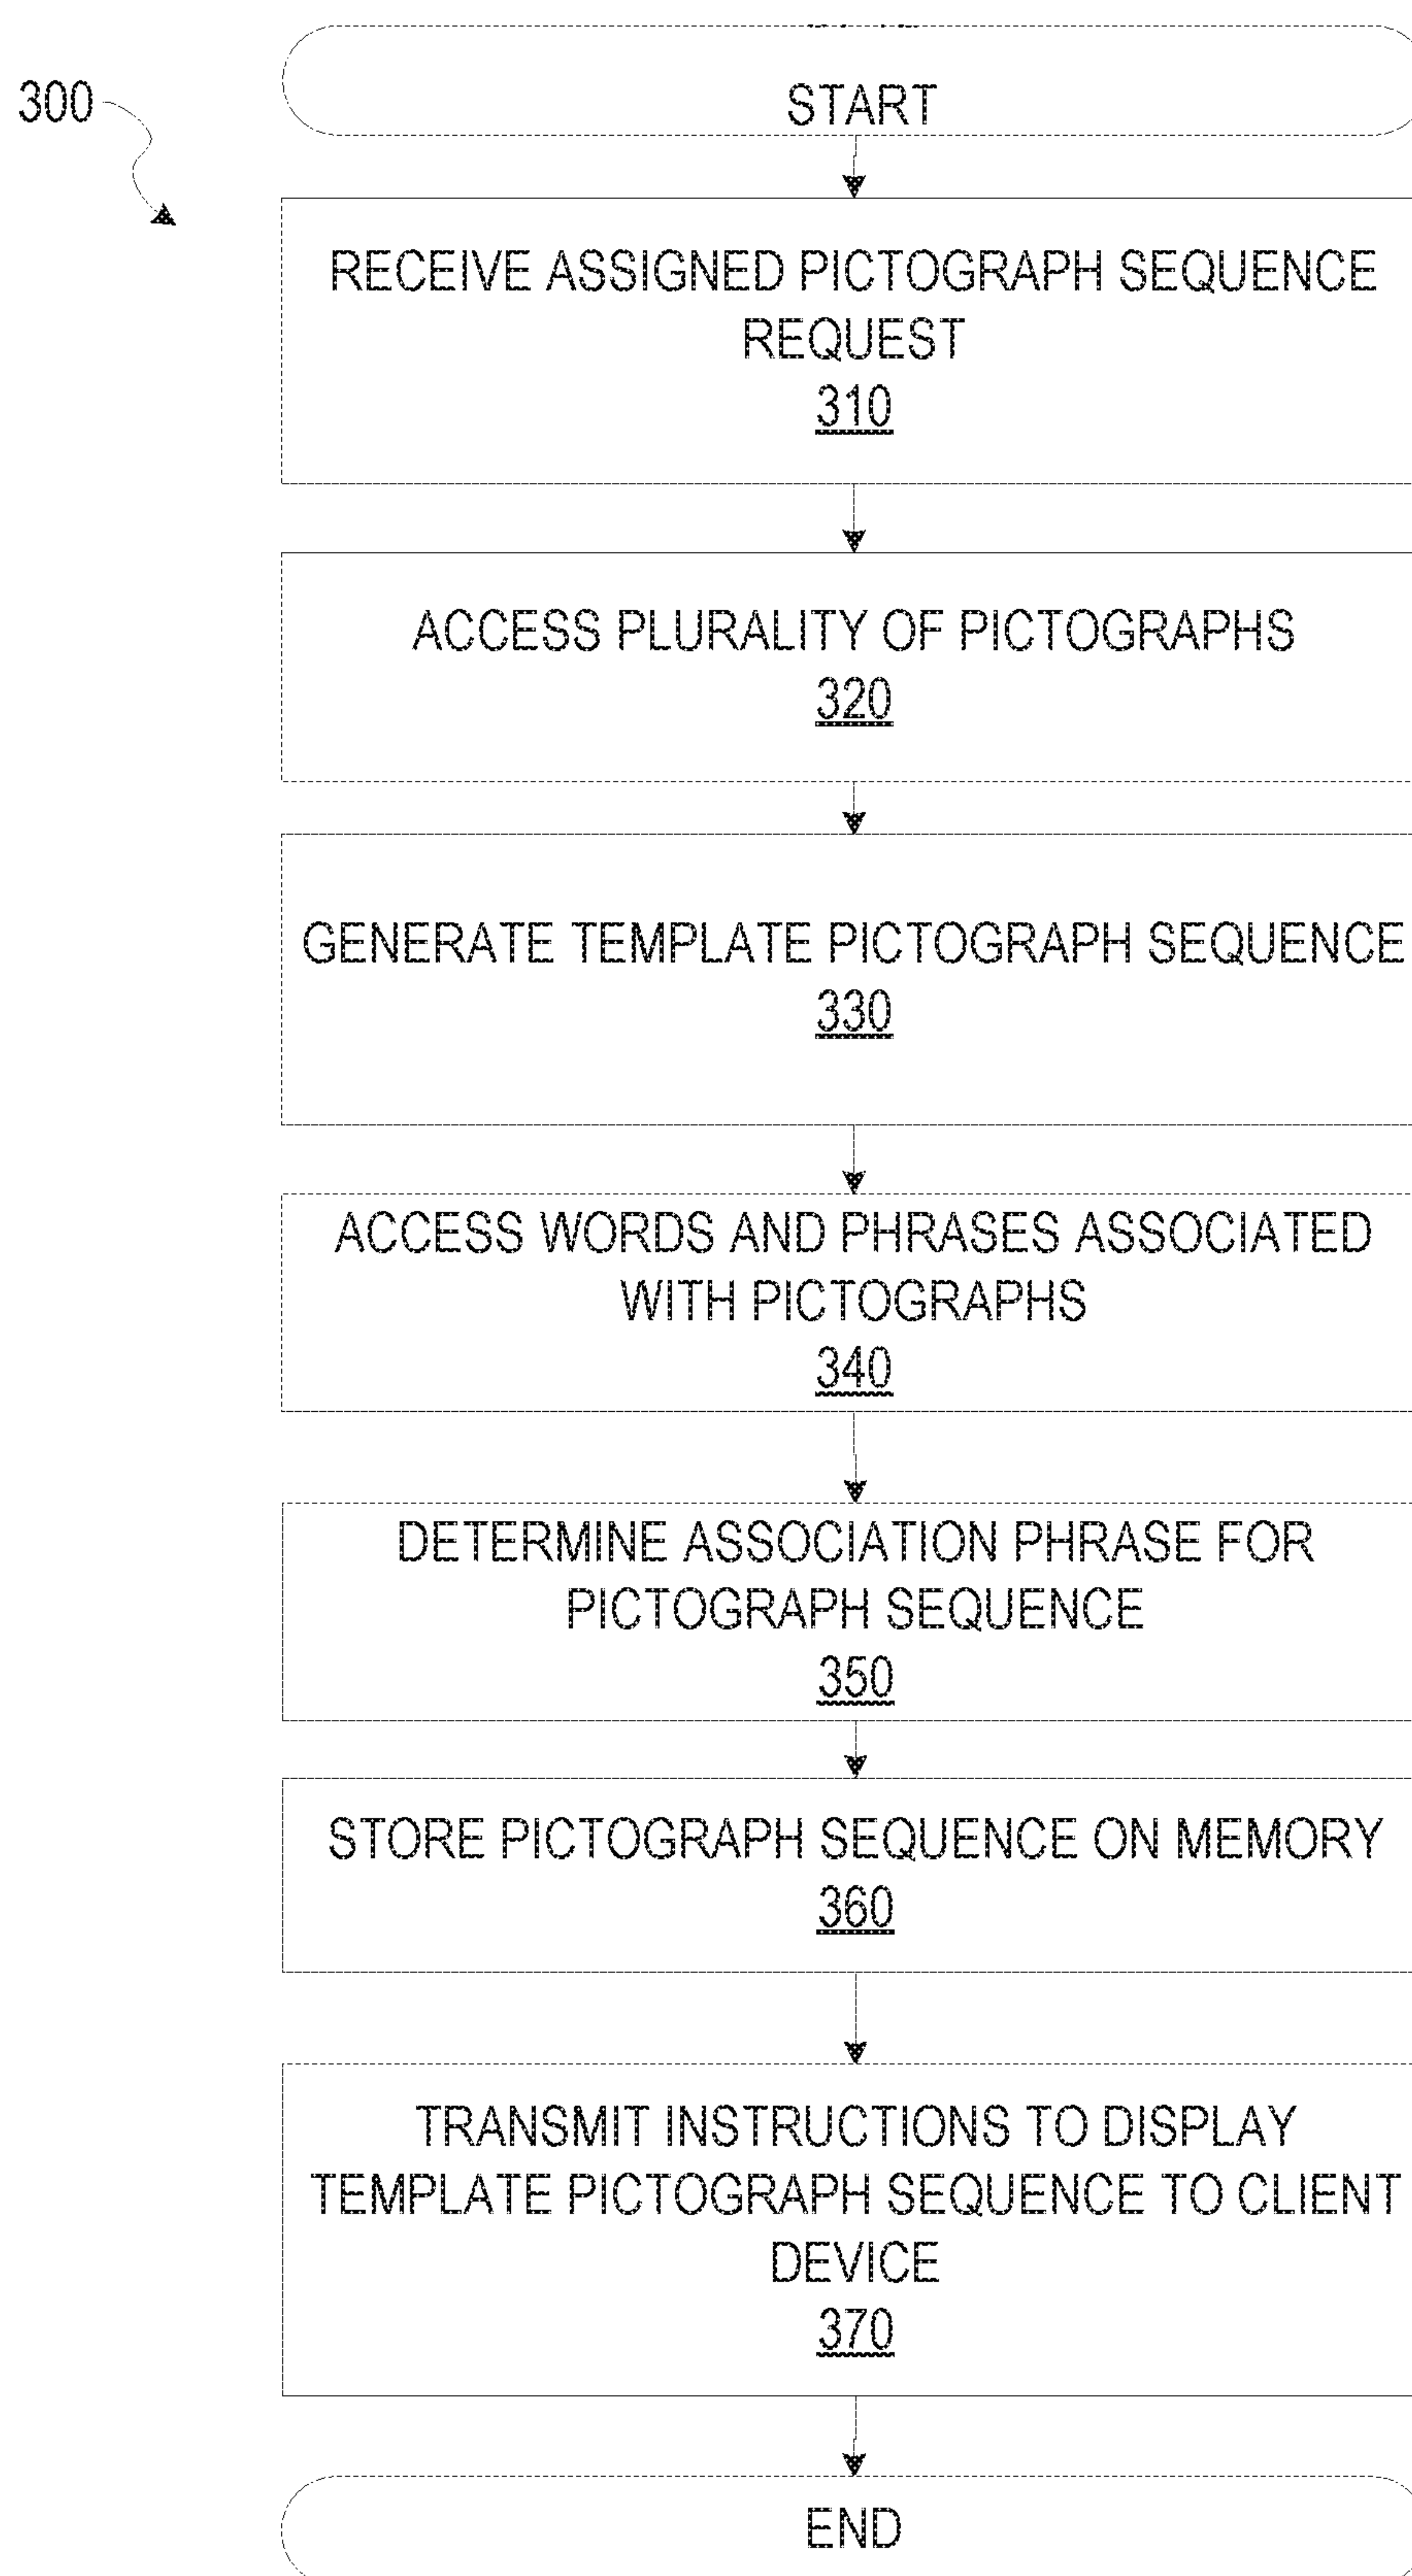 300
START
RECEIVE ASSIGNED PICTOGRAPH SEQUENCE
REQUEST
310
ACCESS PLURALITY OF PICTOGRAPHS
320
GENERATE TEMPLATE PICTOGRAPH SEQUENCE
330
ACCESS WORDS AND PHRASES ASSOCIATED
WITH PICTOGRAPHS
340
DETERMINE ASSOCIATION PHRASE FOR
PICTOGRAPH SEQUENCE
350
STORE PICTOGRAPH SEQUENCE ON MEMORY
360
TRANSMIT INSTRUCTIONS TO DISPLAY
TEMPLATE PICTOGRAPH SEQUENCE TO CLIENT
DEVICE
370
END